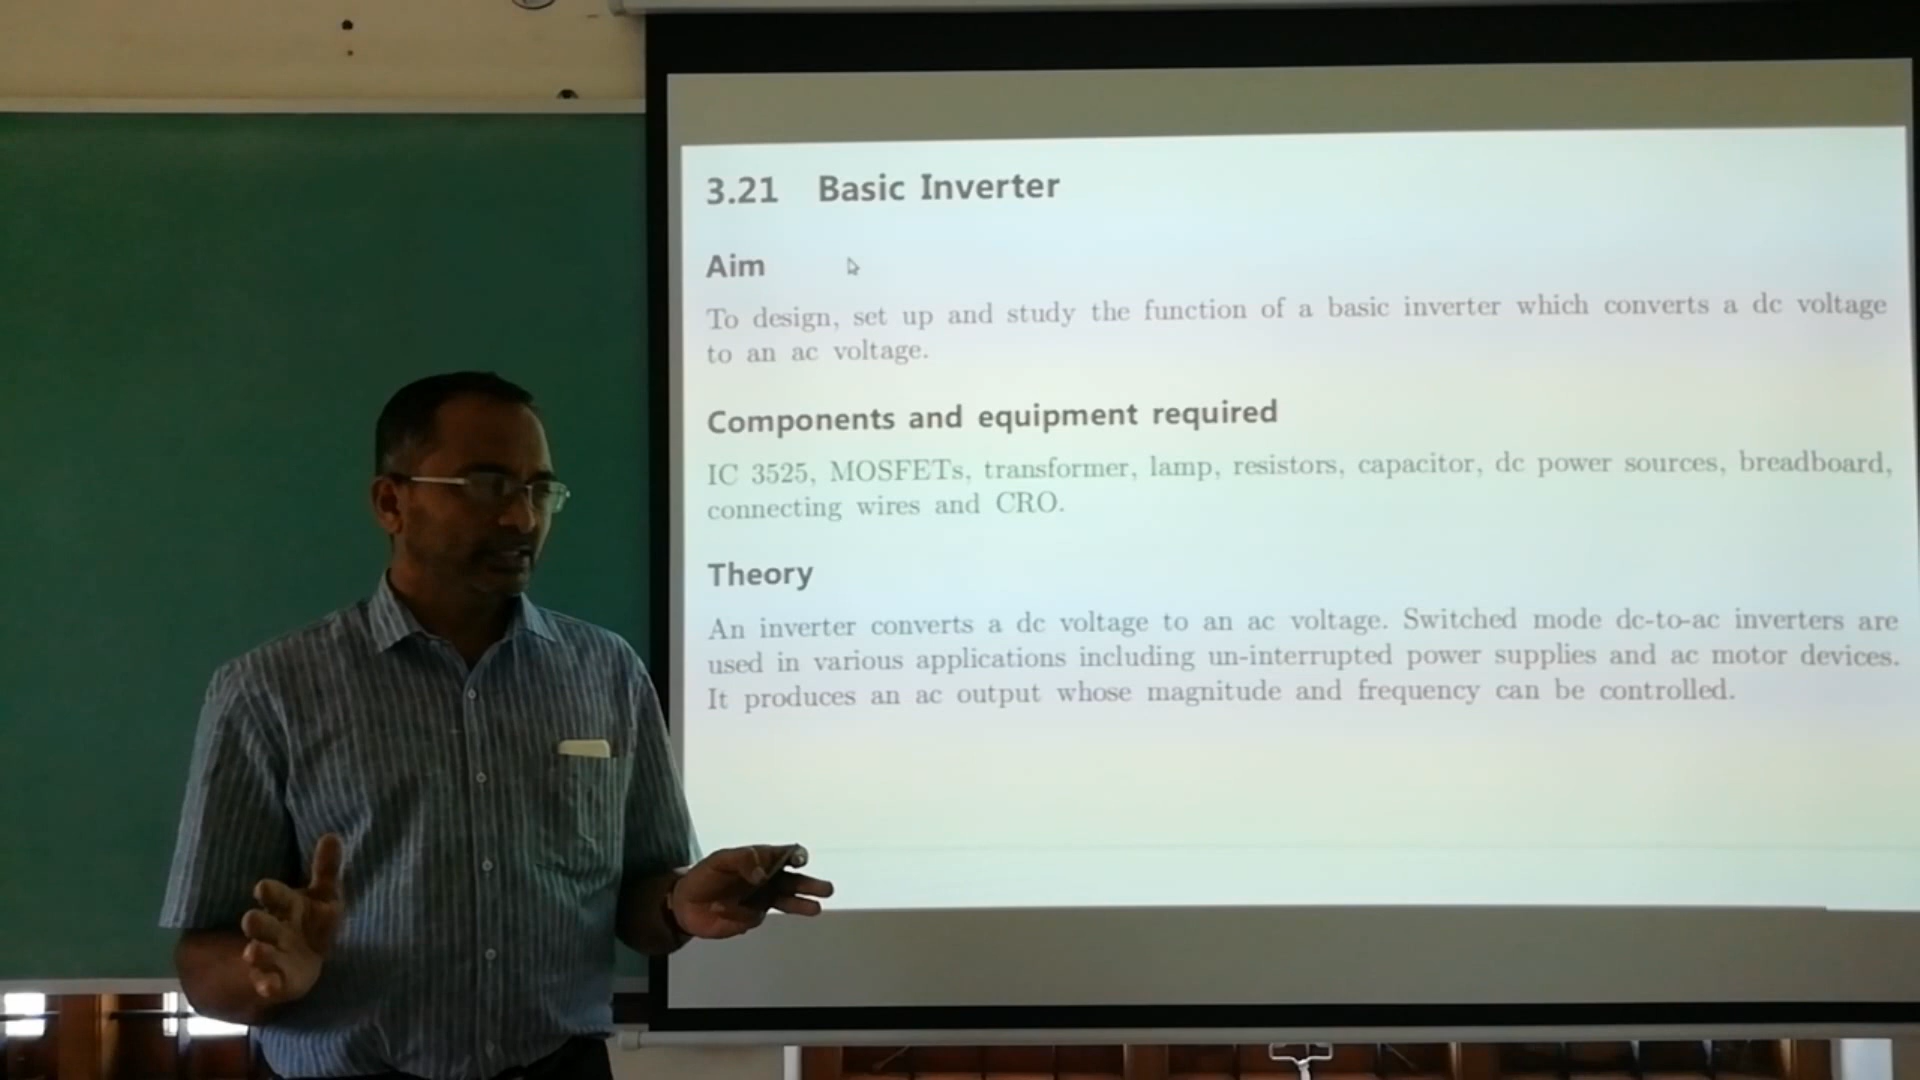 3.21 Basic Inverter
Aim
To design, set up and study the function of a basic inverter which converts a dc voltage
to an ac voltage.
Components and equipment required
IC 3525, MOSFETs, transformer, lamp, resistors, capacitor, dc power sources, breadboard,
connecting wires and CRO.
Theory
An inverter converts a dc voltage to an ac voltage. Switched mode dc-to-ac inverters are
used in various applications including un-interrupted power supplies and ac motor devices.
It produces an ac output whose magnitude and frequency can be controlled.